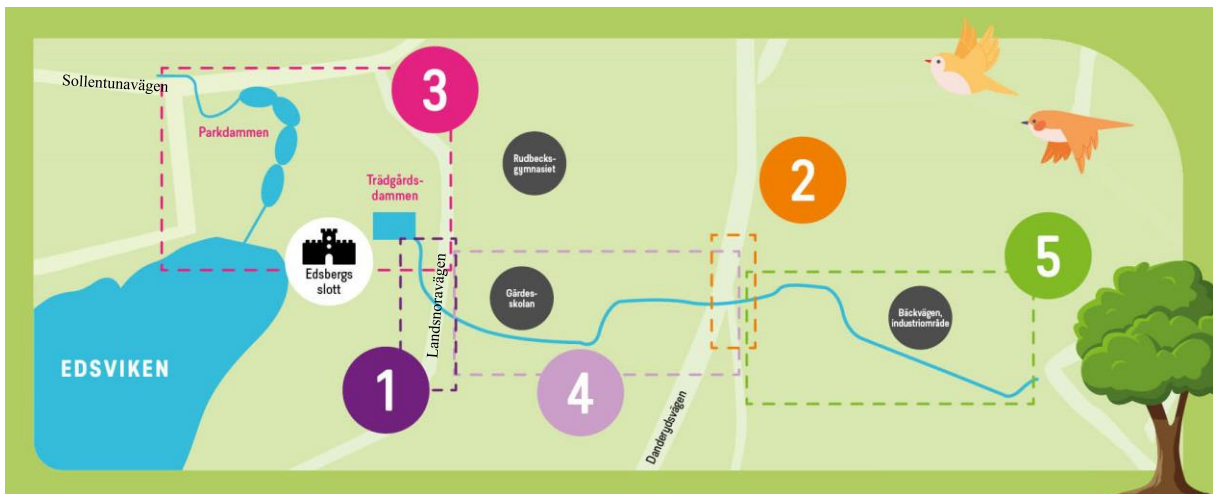 Sollentunavägen
3
Parkdammen
Rudbecks-
gymnasiet
2
Trädgårds-
dammen
5
Edsbergs
slott
Landsnoravägen
Gårdes-
skolan
Bäckvägen,
industriområde
EDSVIKEN
1
4
Danderydsvägen